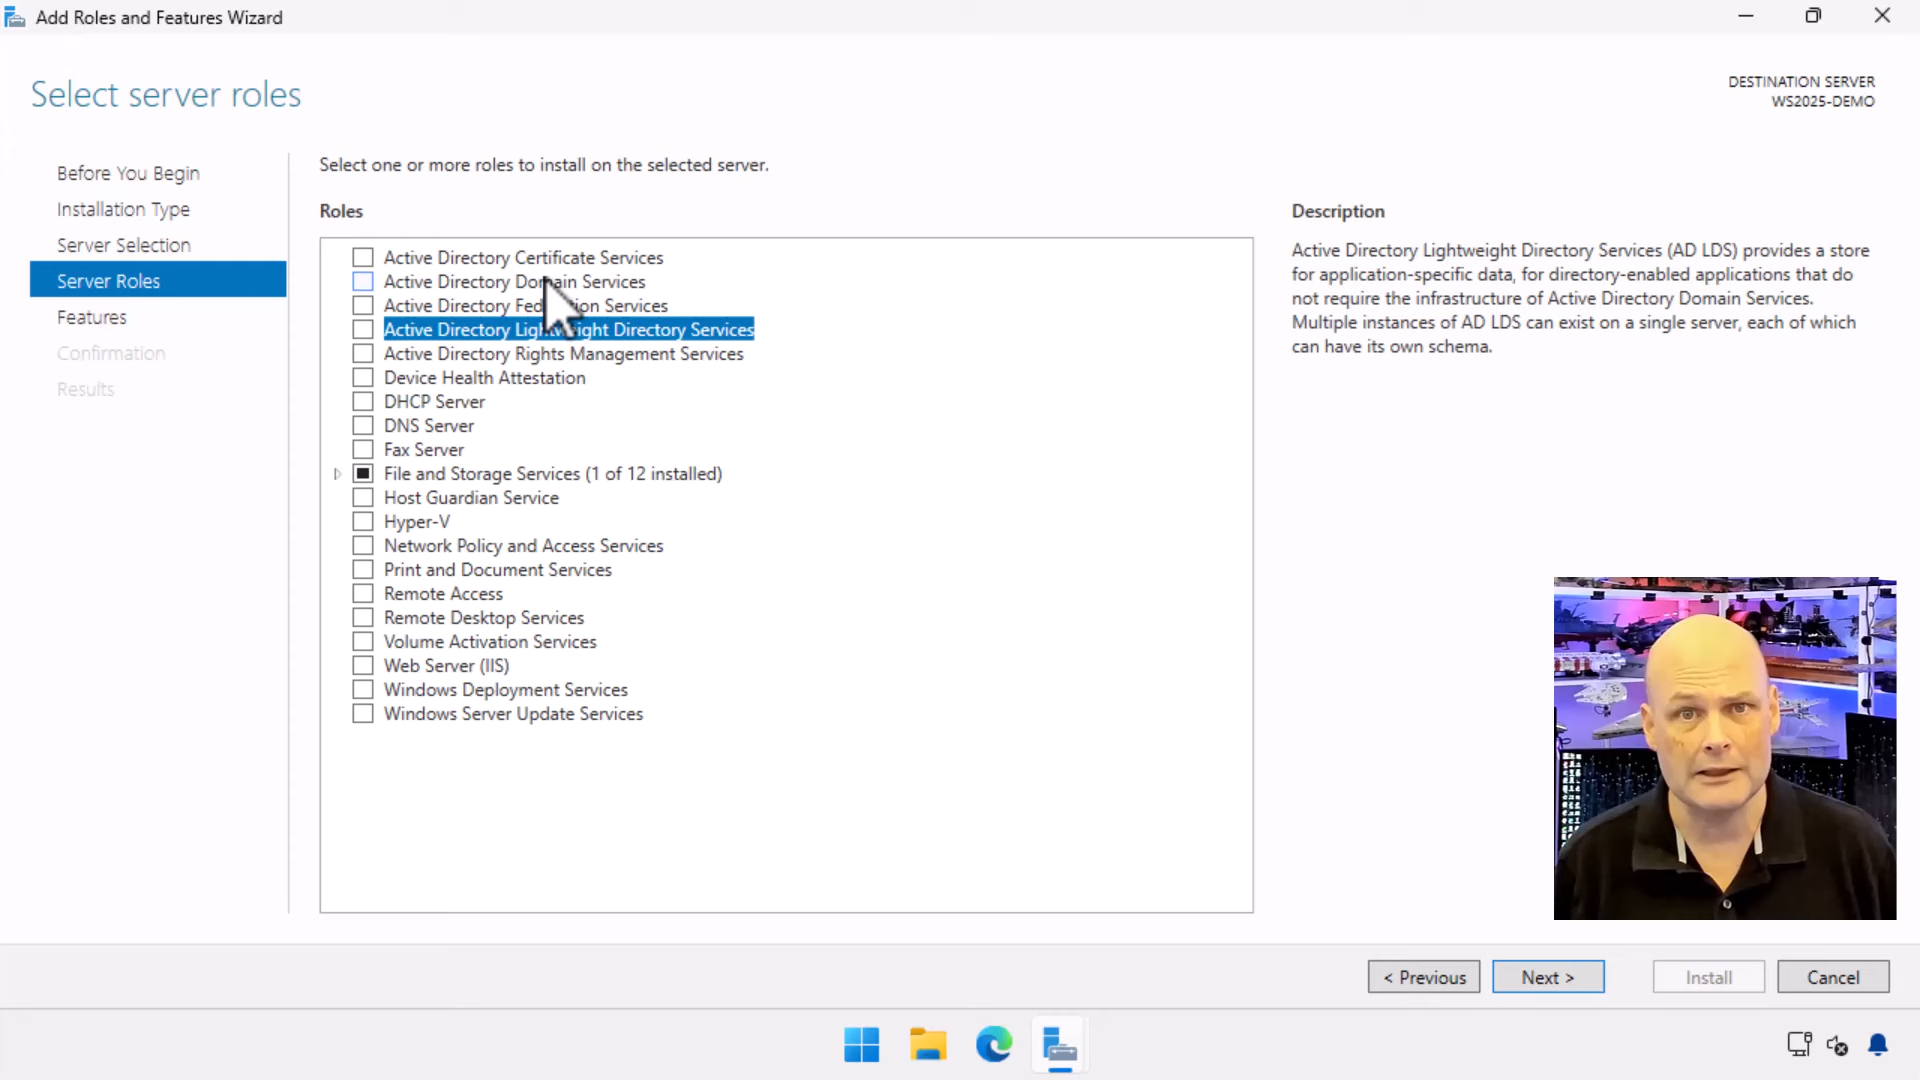 Add Roles and Features Wizard
Select server roles
DESTINATION SERVER
WS2025-DEMO
Before You Begin
Installation Type
Server Selection
Server Roles
Features
Confirmation
Results
Select one or more roles to install on the selected server.
Roles
Active Directory Certificate Services
Active Directory Domain Services
Active Directory Federation Services
Active Directory Lightweight Directory Services
Active Directory Rights Management Services
Device Health Attestation
DHCP Server
DNS Server
Fax Server
File and Storage Services (1 of 12 installed)
Host Guardian Service
Hyper-V
Network Policy and Access Services
Print and Document Services
Remote Access
Remote Desktop Services
Volume Activation Services
Web Server (IIS)
Windows Deployment Services
Windows Server Update Services
Description
Active Directory Lightweight Directory Services (AD LDS) provides a store
for application-specific data, for directory-enabled applications that do
not require the infrastructure of Active Directory Domain Services.
Multiple instances of AD LDS can exist on a single server, each of which
can have its own schema.
< Previous
Next >
Install
Cancel